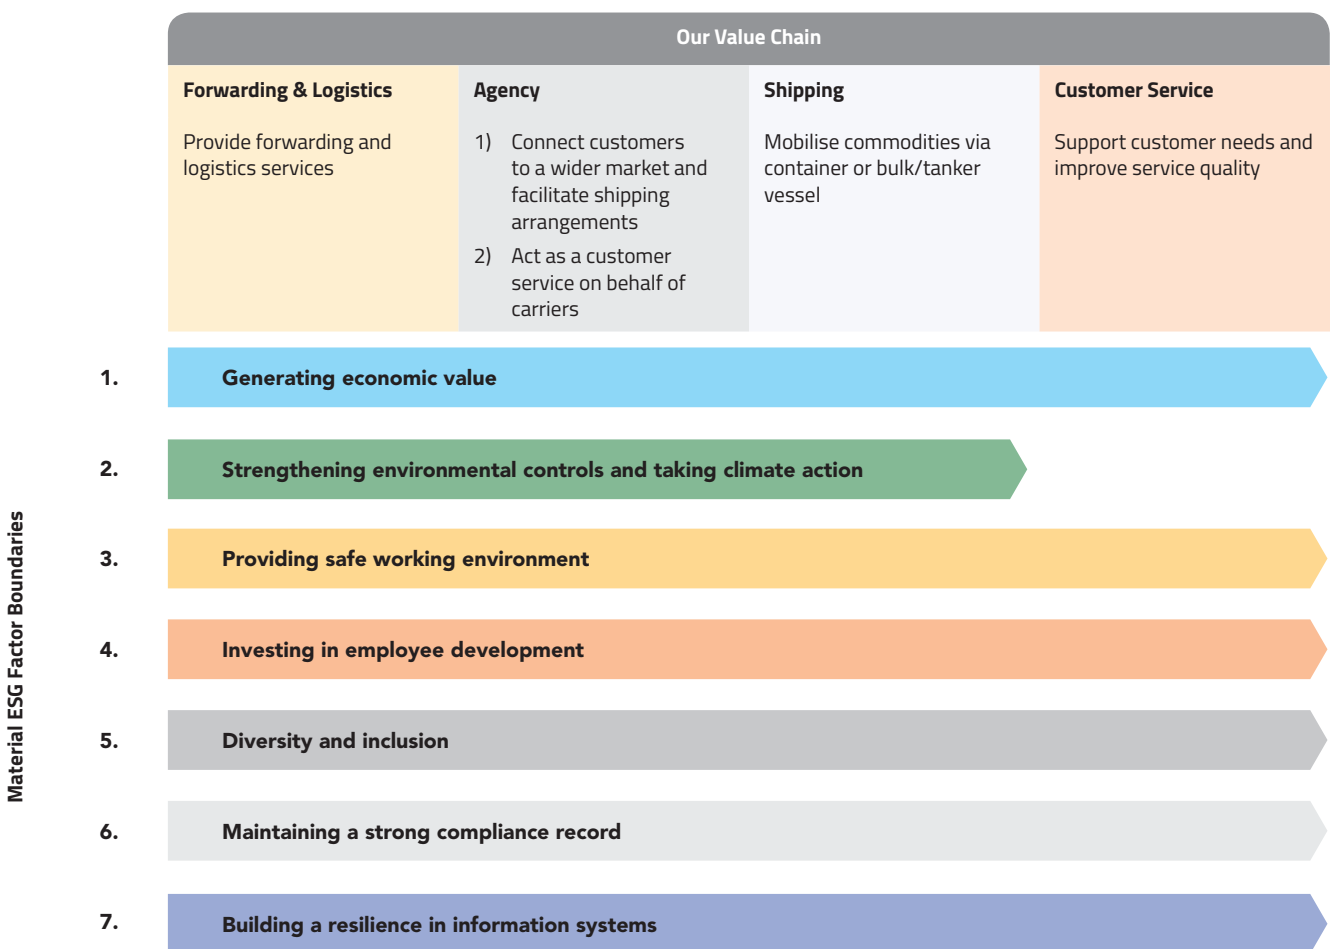 Our Value Chain
Forwarding & Logistics
Provide forwarding and
logistics services
Agency
1) Connect customers
to a wider market and
facilitate shipping
arrangements
2) Act as a customer
service on behalf of
carriers
Shipping
Mobilise commodities via
container or bulk/tanker
vessel
Customer Service
Support customer needs and
improve service quality
Material ESG Factor Boundaries
1. Generating economic value
2. Strengthening environmental controls and taking climate action
3. Providing safe working environment
4. Investing in employee development
5. Diversity and inclusion
6. Maintaining a strong compliance record
7. Building a resilience in information systems